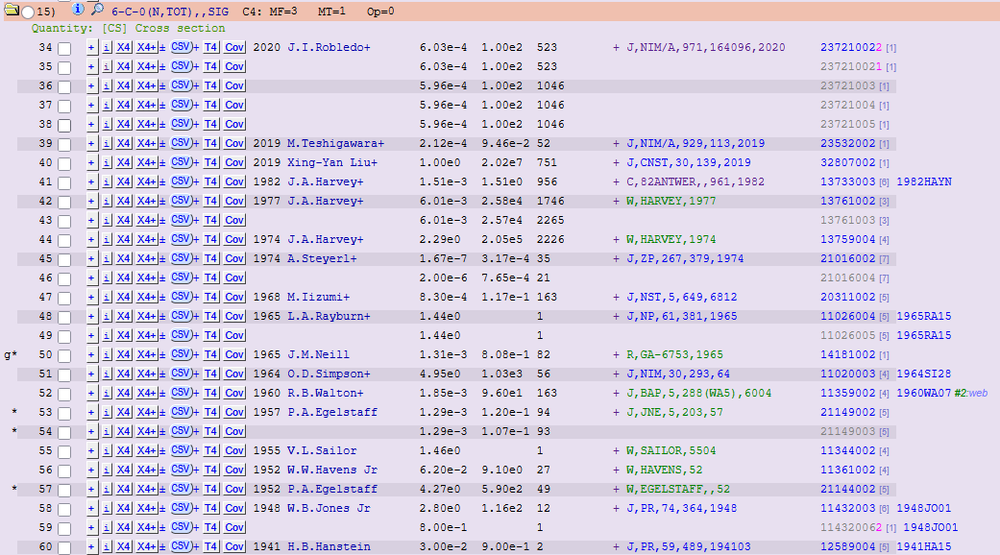 15) 6-C-0(N,TOT),,SIG C4: MF=3 MT=1 Op=0
Quantity: [CS] Cross section
34 + i X4 X4+ ± CSV)+ T4 Cov 2020 J.I.Robledo+ 6.03e-4 1.00e2 523 + J,NIM/A,971,164096,2020 237210022 [1]
35 + i X4 X4+ ± CSV)+ T4 Cov 6.03e-4 1.00e2 523 237210021 [1]
36 + i X4 X4+ ± CSV)+ T4 Cov 5.96e-4 1.00e2 1046 23721003 [1]
37 + i X4 X4+ ± CSV)+ T4 Cov 5.96e-4 1.00e2 1046 23721004 [1]
38 + i X4 X4+ ± CSV)+ T4 Cov 5.96e-4 1.00e2 1046 23721005 [1]
39 + i X4 X4+ ± CSV)+ T4 Cov 2019 M.Teshigawara+ 2.12e-4 9.46e-2 52 + J,NIM/A,929,113,2019 23532002 [1]
40 + i X4 X4+ ± CSV)+ T4 Cov 2019 Xing-Yan Liu+ 1.00e0 2.02e7 751 + J,CNST,30,139,2019 32807002 [1]
41 + i X4 X4+ ± CSV)+ T4 Cov 1982 J.A.Harvey+ 1.51e-3 1.51e0 956 + C,82ANTWER,,961,1982 13733003 [6] 1982HAYN
42 + i X4 X4+ ± CSV)+ T4 Cov 1977 J.A.Harvey+ 6.01e-3 2.58e4 1746 + W,HARVEY,1977 13761002 [3]
43 + i X4 X4+ ± CSV)+ T4 Cov 6.01e-3 2.57e4 2265 13761003 [3]
44 + i X4 X4+ ± CSV)+ T4 Cov 1974 J.A.Harvey+ 2.29e0 2.05e5 2226 + W,HARVEY,1974 13759004 [4]
45 + i X4 X4+ ± CSV)+ T4 Cov 1974 A.Steyerl+ 1.67e-7 3.17e-4 35 + J,ZP,267,379,1974 21016002 [7]
46 + i X4 X4+ ± CSV)+ T4 Cov 2.00e-6 7.65e-4 21 21016004 [7]
47 + i X4 X4+ ± CSV)+ T4 Cov 1968 M.Iizumi+ 8.30e-4 1.17e-1 163 + J,NST,5,649,6812 20311002 [5]
48 + i X4 X4+ ± CSV)+ T4 Cov 1965 L.A.Rayburn+ 1.44e0 1 + J,NP,61,381,1965 11026004 [5] 1965RA15
49 + i X4 X4+ ± CSV)+ T4 Cov 1.44e0 1 11026005 [5] 1965RA15
g* 50 + i X4 X4+ ± CSV)+ T4 Cov 1965 J.M.Neill 1.31e-3 8.08e-1 82 + R,GA-6753,1965 14181002 [1]
51 + i X4 X4+ ± CSV)+ T4 Cov 1964 O.D.Simpson+ 4.95e0 1.03e3 56 + J,NIM,30,293,64 11020003 [4] 1964SI28
52 + i X4 X4+ ± CSV)+ T4 Cov 1960 R.B.Walton+ 1.85e-3 9.60e1 163 + J,BAP,5,288(WA5),6004 11359002 [4] 1960WA07 #2:web
* 53 + i X4 X4+ ± CSV)+ T4 Cov 1957 P.A.Egelstaff 1.29e-3 1.20e-1 94 + J,JNE,5,203,57 21149002 [5]
* 54 + i X4 X4+ ± CSV)+ T4 Cov 1.29e-3 1.07e-1 93 21149003 [5]
55 + i X4 X4+ ± CSV)+ T4 Cov 1955 V.L.Sailor 1.46e0 1 + W,SAILOR,5504 11344002 [4]
56 + i X4 X4+ ± CSV)+ T4 Cov 1952 W.W.Havens Jr 6.20e-2 9.10e0 27 + W,HAVENS,52 11361002 [4]
* 57 + i X4 X4+ ± CSV)+ T4 Cov 1952 P.A.Egelstaff 4.27e0 5.90e2 49 + W,EGELSTAFF,,52 21144002 [5]
58 + i X4 X4+ ± CSV)+ T4 Cov 1948 W.B.Jones Jr 2.80e0 1.16e2 12 + J,PR,74,364,1948 11432003 [6] 1948JO01
59 + i X4 X4+ ± CSV)+ T4 Cov 8.00e-1 1 114320062 [1] 1948JO01
60 + i X4 X4+ ± CSV)+ T4 Cov 1941 H.B.Hanstein 3.00e-2 9.00e-1 2 + J,PR,59,489,194103 12589004 [5] 1941HA15